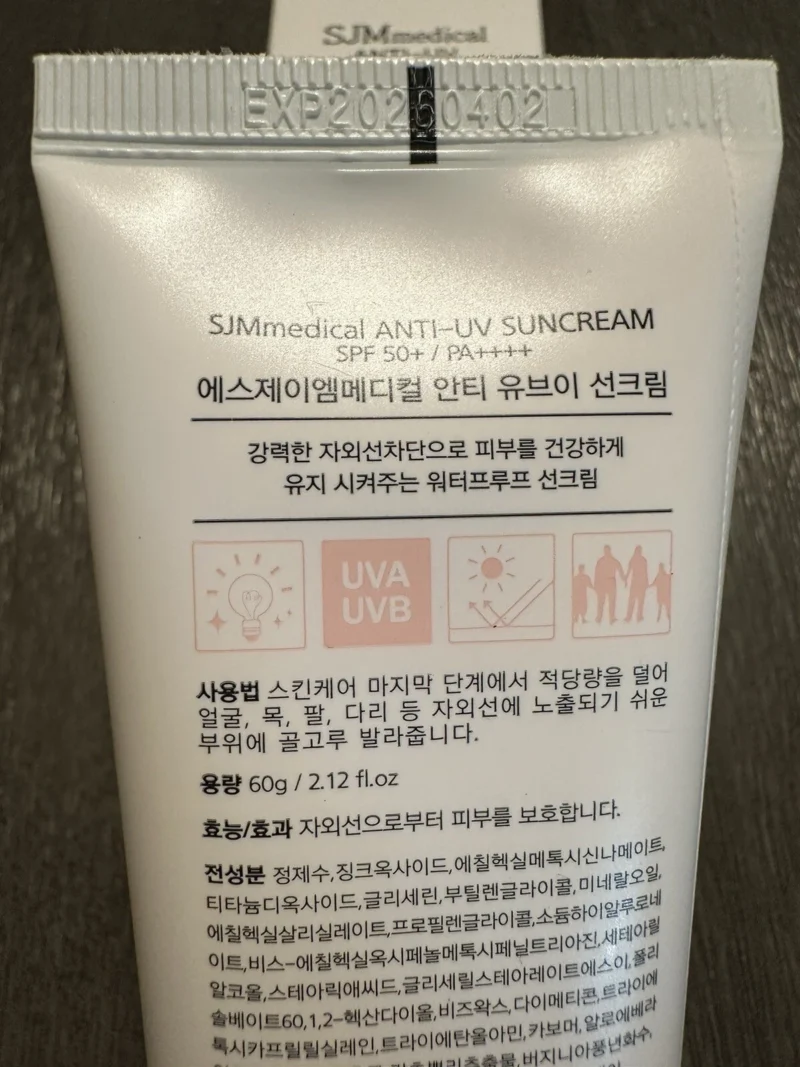 SJMmedical
ANTI-UV
EXP20260402
SJMmedical ANTI-UV SUNCREAM
SPF 50+ / PA++++
에스제이엠메디컬 안티 유브이 선크림
강력한 자외선차단으로 피부를 건강하게
유지 시켜주는 워터프루프 선크림
UVA
UVB
사용법 스킨케어 마지막 단계에서 적당량을 덜어
얼굴, 목, 팔, 다리 등 자외선에 노출되기 쉬운
부위에 골고루 발라줍니다.
용량 60g / 2.12 fl.oz
효능/효과 자외선으로부터 피부를 보호합니다.
전성분 정제수,징크옥사이드,에칠헥실메톡시신나메이트,
티타늄디옥사이드,글리세린,부틸렌글라이콜,미네랄오일,
에칠헥실살리실레이트,프로필렌글라이콜,소듐하이알루로네
이트,비스-에칠헥실옥시페놀메톡시페닐트리아진,세테아릴
알코올,스테아릭애씨드,글리세릴스테아레이트에스이,폴리
솔베이트60,1,2-헥산다이올,비즈왁스,다이메티콘,트라이에
톡시카프릴릴실레인,트라이에탄올아민,카보머,알로에베라
버지니아풍년화수,